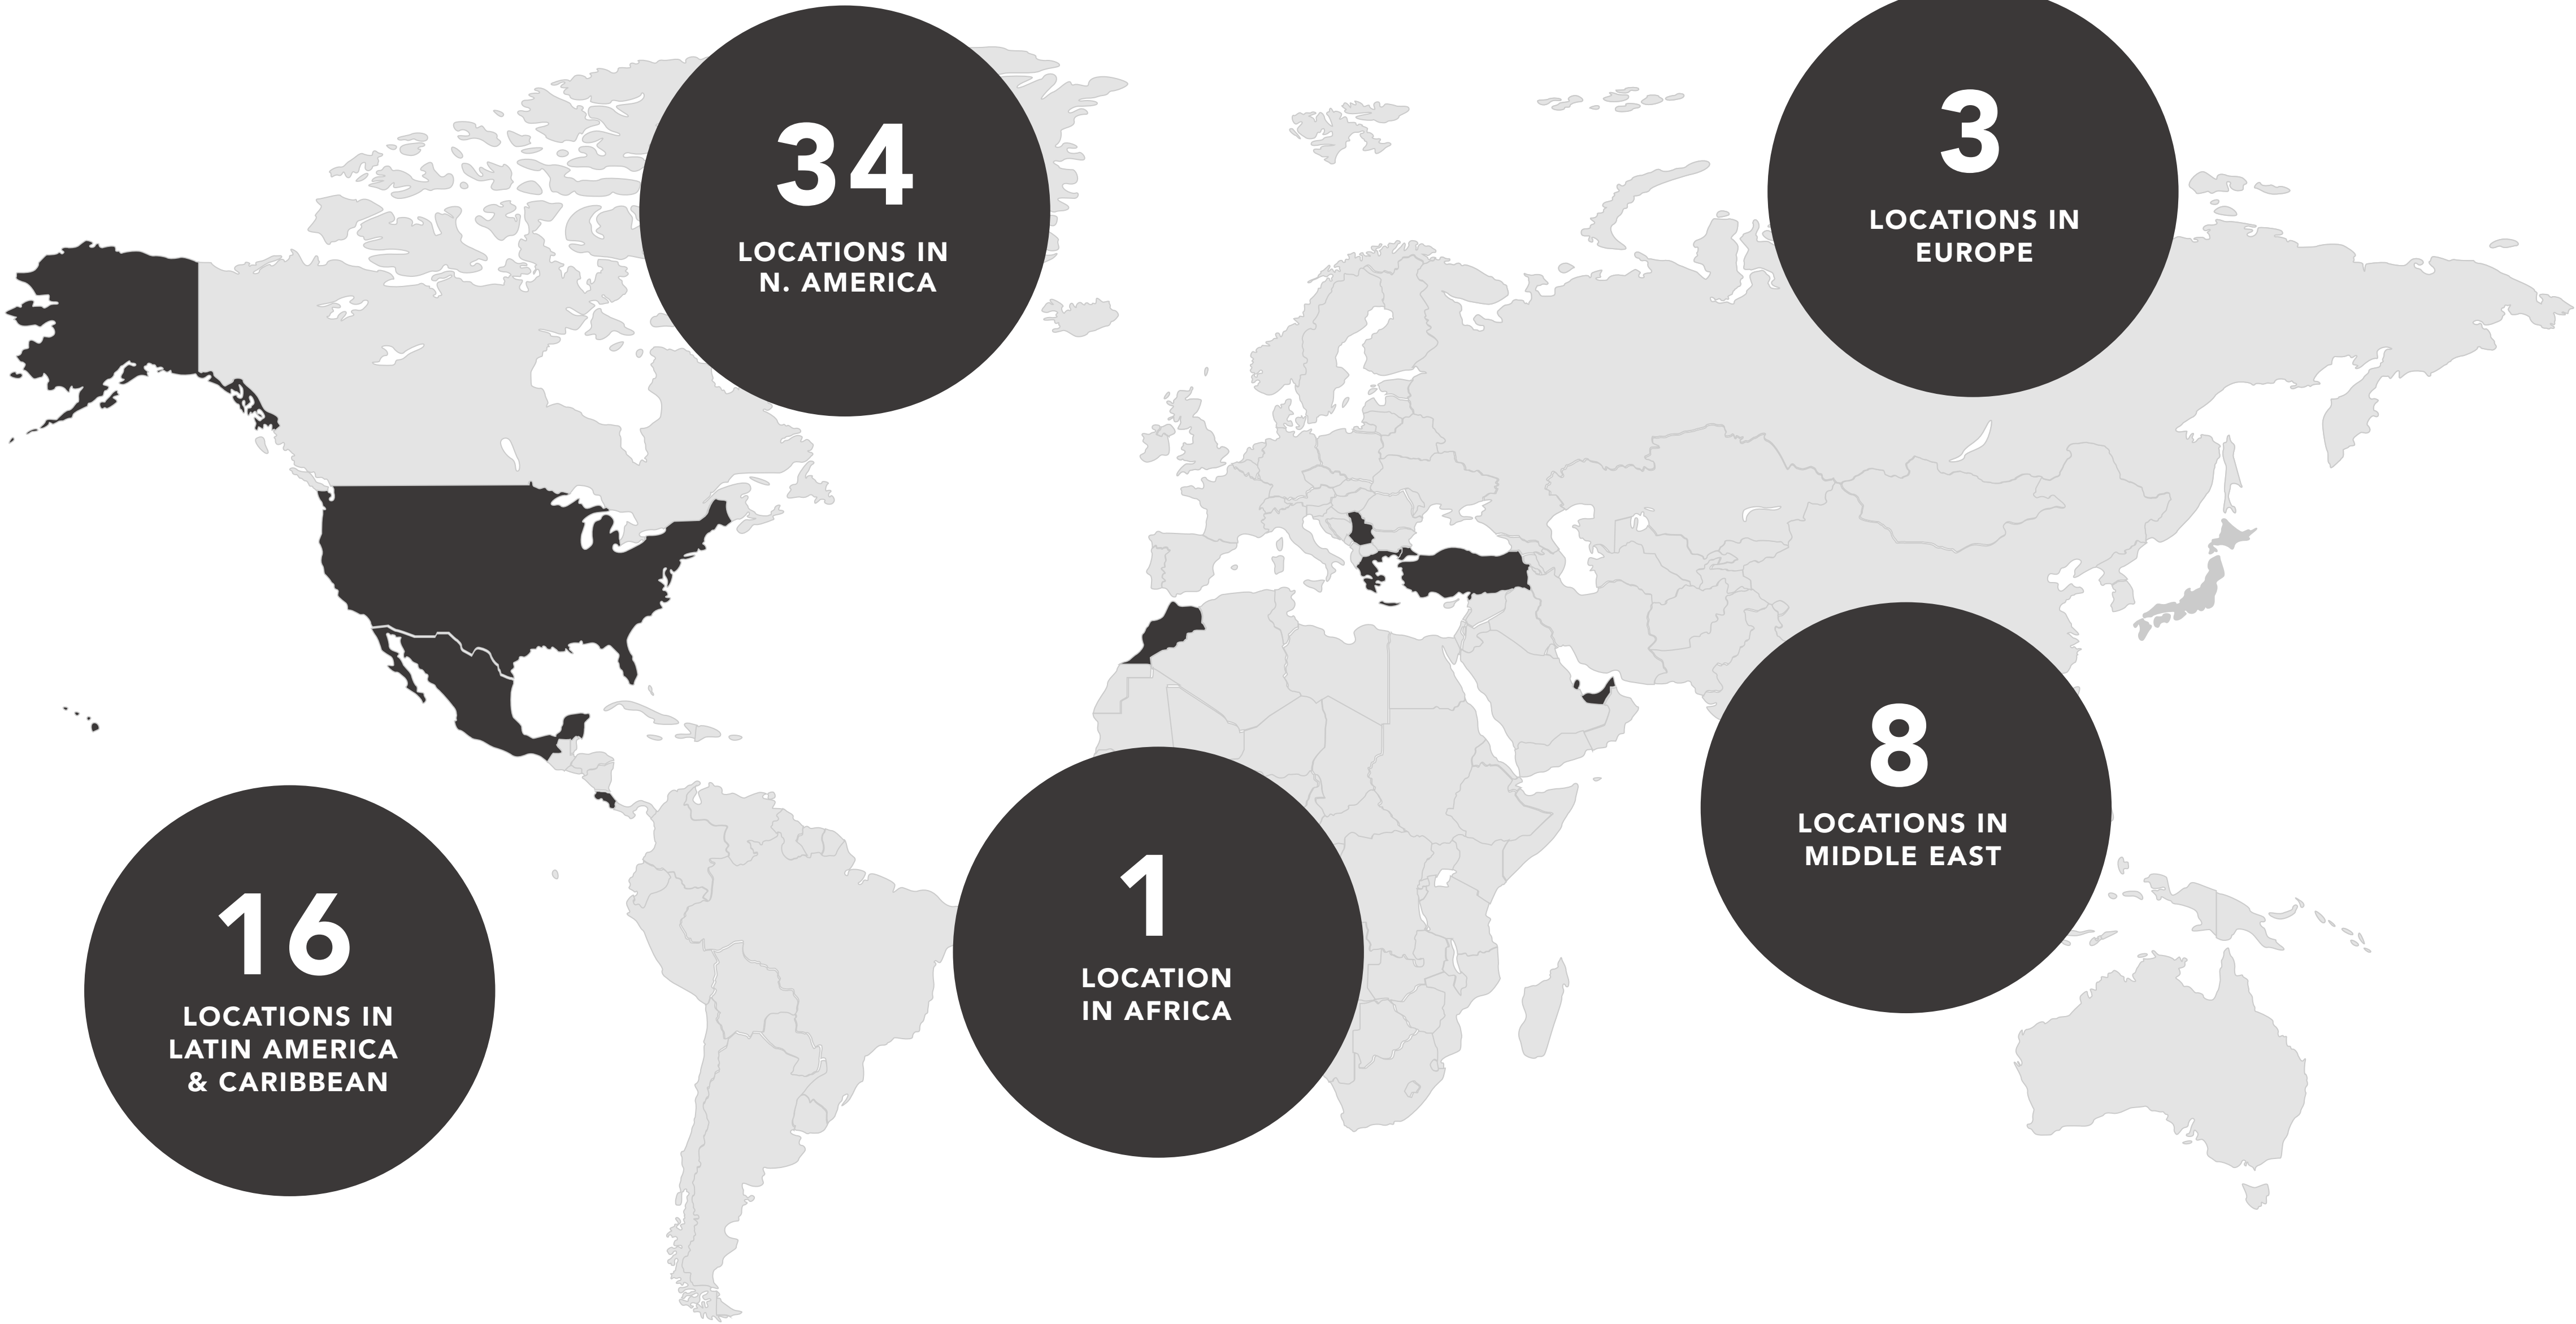 34
LOCATIONS IN
N. AMERICA
3
LOCATIONS IN
EUROPE
16
LOCATIONS IN
LATIN AMERICA
& CARIBBEAN
1
LOCATION
IN AFRICA
8
LOCATIONS IN
MIDDLE EAST